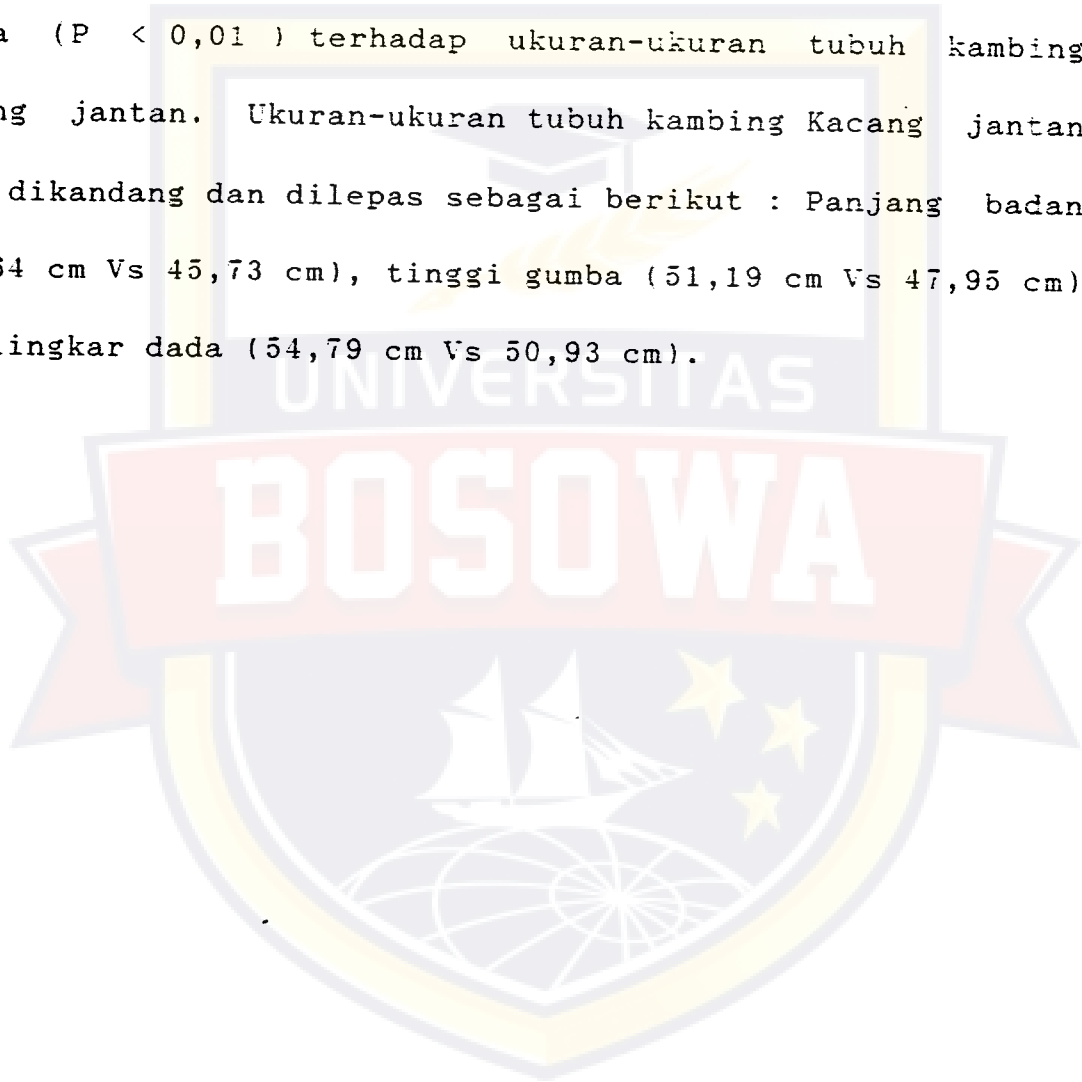 a (P < 0,01 ) terhadap ukuran-ukuran tubuh kambing
ng jantan. Ukuran-ukuran tubuh kambing Kacang jantan
dikandang dan dilepas sebagai berikut : Panjang badan
64 cm Vs 45,73 cm), tinggi gumba (51,19 cm Vs 47,95 cm)
lingkar dada (54,79 cm Vs 50,93 cm).
UNIVERSITAS
BOSOWA